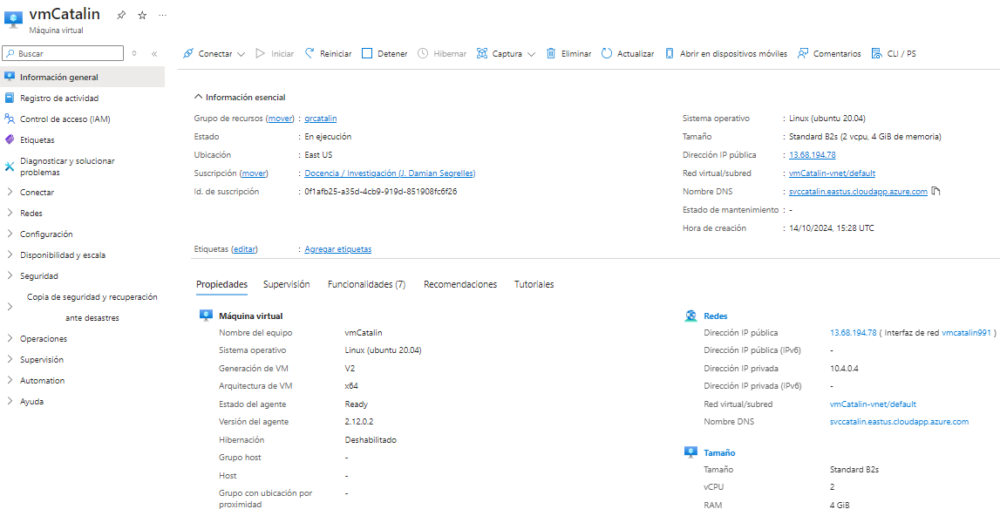 vmCatalin
Máquina virtual
Buscar
Conectar
Iniciar
Reiniciar
Detener
Hibernar
Captura
Eliminar
Actualizar
Abrir en dispositivos móviles
Comentarios
CLI / PS
Información general
Registro de actividad
Control de acceso (IAM)
Etiquetas
Diagnosticar y solucionar
problemas
Conectar
Redes
Configuración
Disponibilidad y escala
Seguridad
Copia de seguridad y recuperación
ante desastres
Operaciones
Supervisión
Automation
Ayuda
Información esencial
Grupo de recursos (mover) : grcatalin
Estado : En ejecución
Ubicación : East US
Suscripción (mover) : Docencia / Investigación (J. Damian Segrelles)
Id. de suscripción : 0f1afb25-a35d-4cb9-919d-851908fc6f26
Sistema operativo : Linux (ubuntu 20.04)
Tamaño : Standard B2s (2 vcpu, 4 GiB de memoria)
Dirección IP pública : 13.68.194.78
Red virtual/subred : vmCatalin-vnet/default
Nombre DNS : svccatalin.eastus.cloudapp.azure.com
Estado de mantenimiento : -
Hora de creación : 14/10/2024, 15:28 UTC
Etiquetas (editar) : Agregar etiquetas
Propiedades
Supervisión
Funcionalidades (7)
Recomendaciones
Tutoriales
Máquina virtual
Nombre del equipo vmCatalin
Sistema operativo Linux (ubuntu 20.04)
Generación de VM V2
Arquitectura de VM x64
Estado del agente Ready
Versión del agente 2.12.0.2
Hibernación Deshabilitado
Grupo host -
Host -
Grupo con ubicación por -
proximidad
Redes
Dirección IP pública 13.68.194.78 ( Interfaz de red vmcatalin991 )
Dirección IP pública (IPv6) -
Dirección IP privada 10.4.0.4
Dirección IP privada (IPv6) -
Red virtual/subred vmCatalin-vnet/default
Nombre DNS svccatalin.eastus.cloudapp.azure.com
Tamaño
Tamaño Standard B2s
vCPU 2
RAM 4 GiB